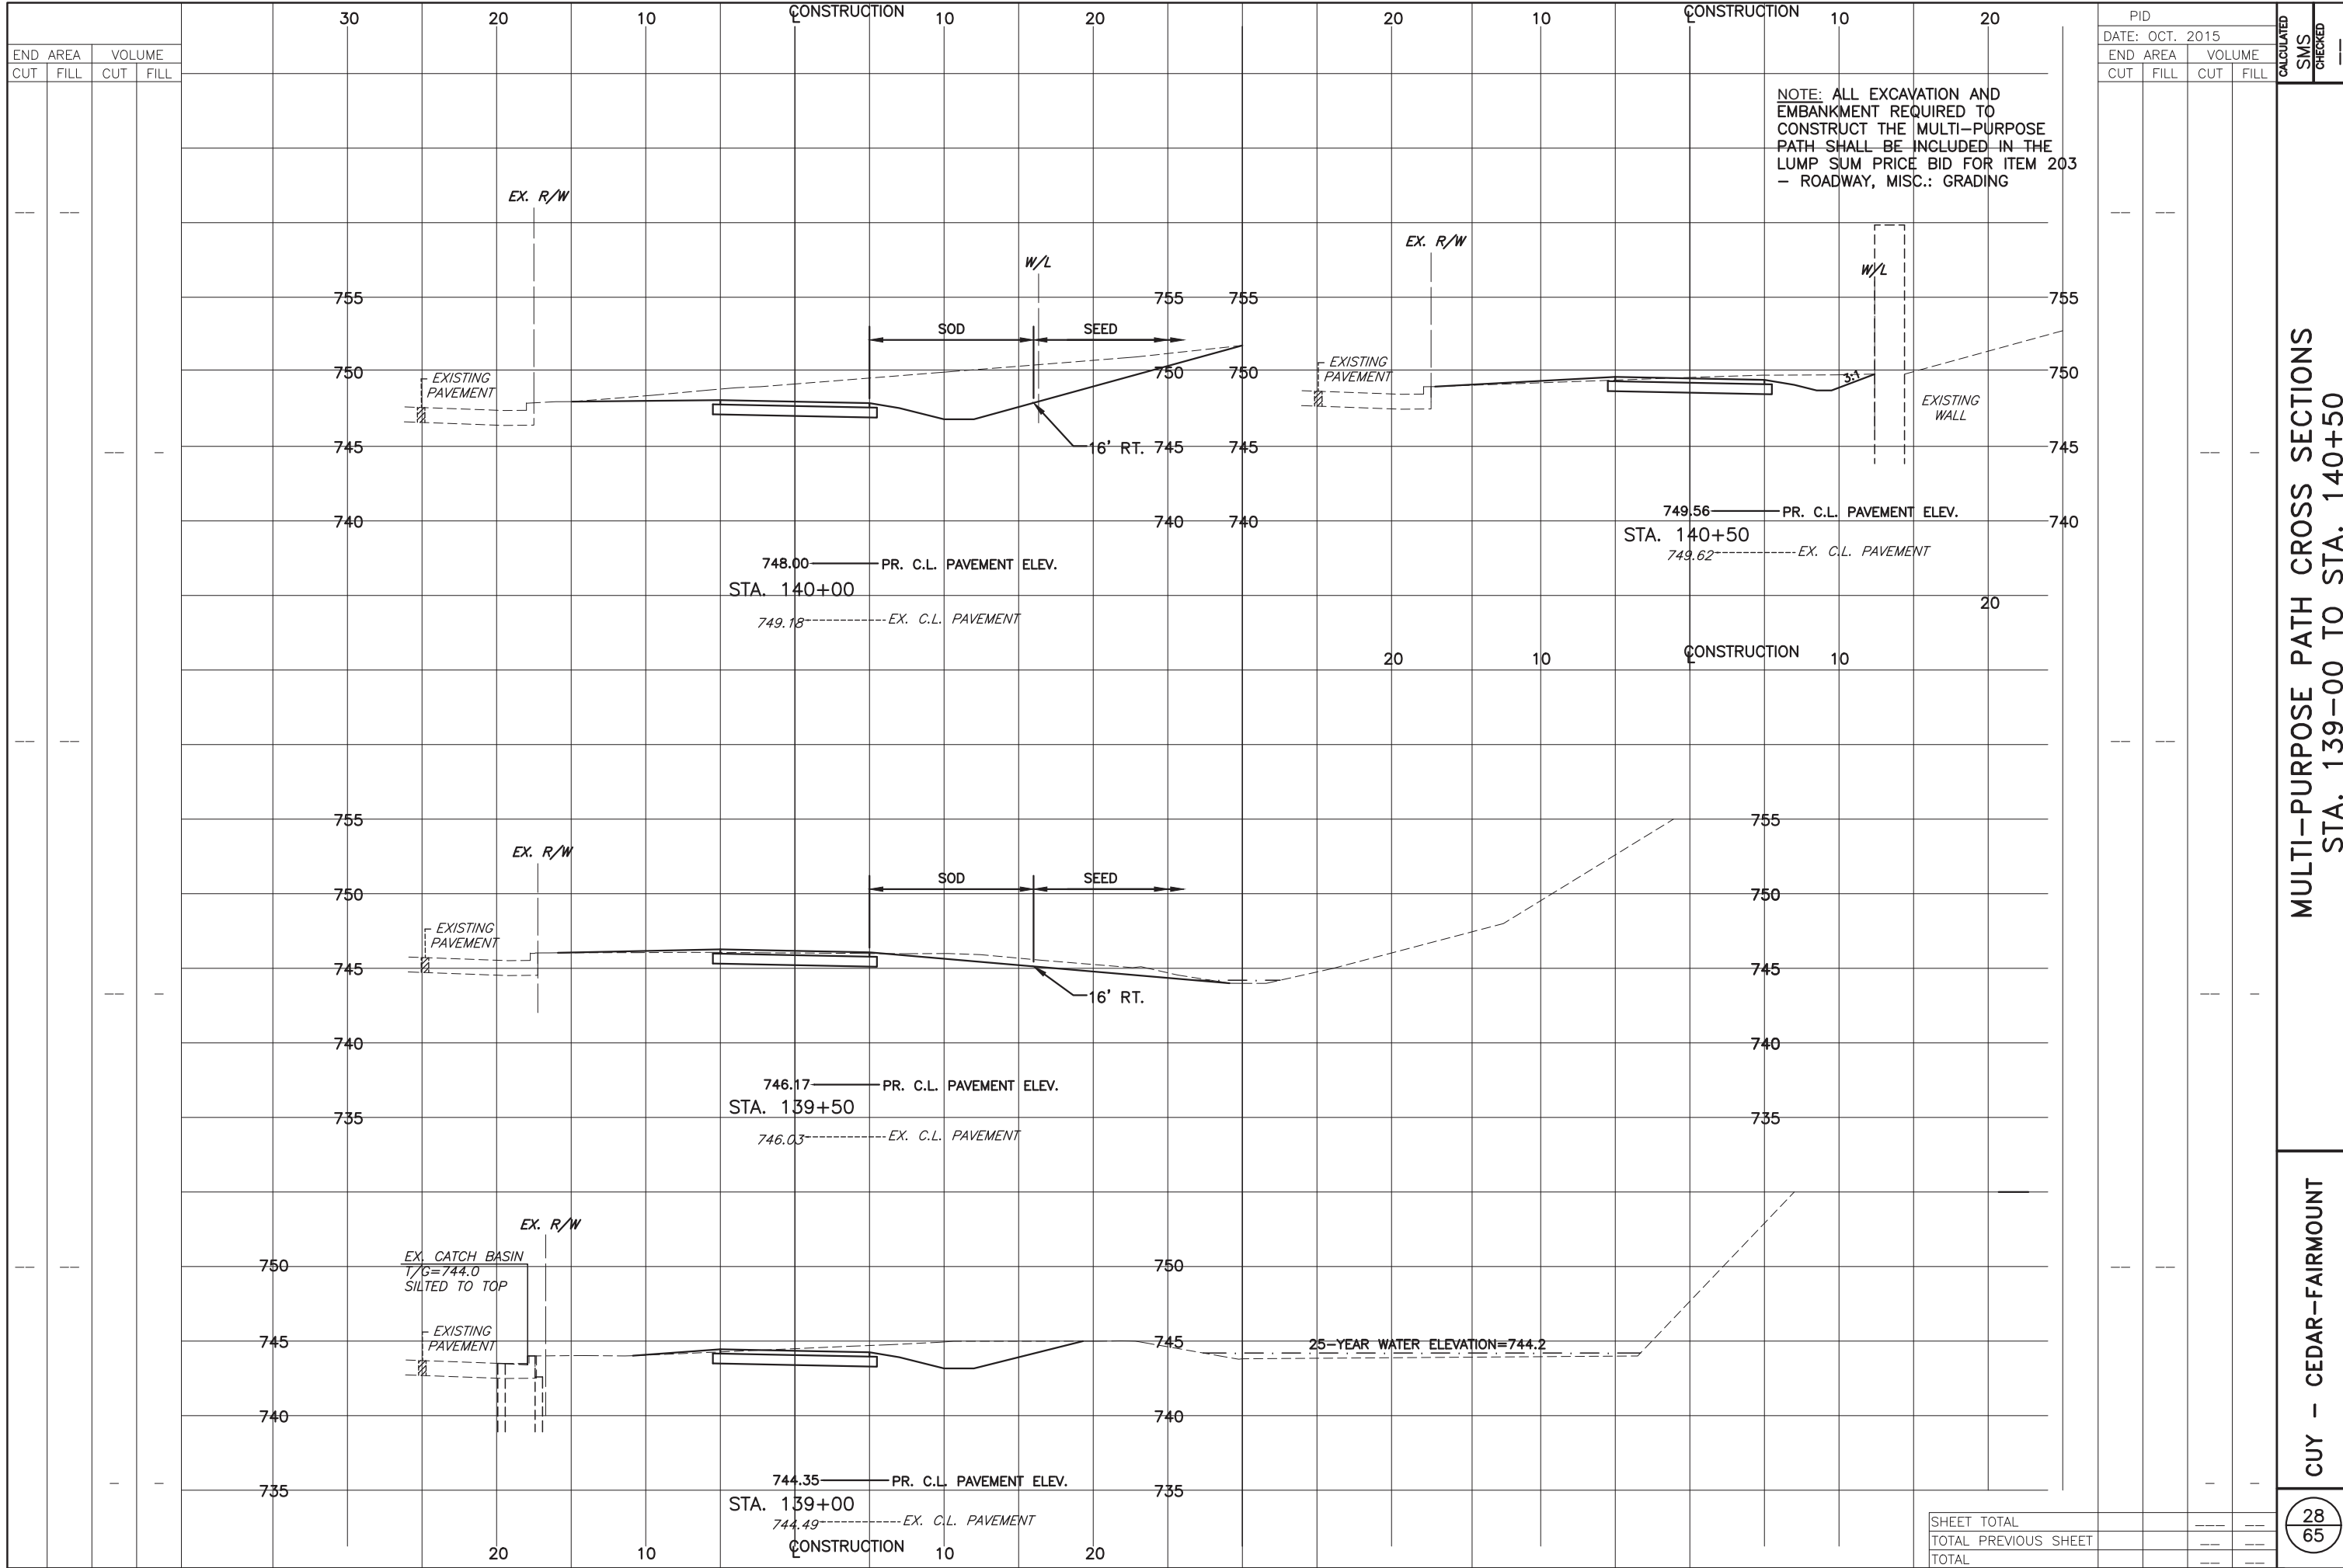 30 20 10 ℄ CONSTRUCTION 10 20 20 ℄ CONSTRUCTION 10 20
END AREA VOLUME
CUT FILL CUT FILL
PID
DATE: OCT. 2015
END AREA VOLUME
CUT FILL CUT FILL
CALCULATED
SMS
CHECKED
--
NOTE: ALL EXCAVATION AND
EMBANKMENT REQUIRED TO
CONSTRUCT THE MULTI-PURPOSE
PATH SHALL BE INCLUDED IN THE
LUMP SUM PRICE BID FOR ITEM 203
- ROADWAY, MISC.: GRADING
EX. R/W
W/L
755 755
SOD SEED
EXISTING
PAVEMENT
750 750
745 16' RT. 745
740 740
748.00 PR. C.L. PAVEMENT ELEV.
STA. 140+00
749.18 EX. C.L. PAVEMENT
EX. R/W
W/L
755 755
EXISTING
PAVEMENT
750 3:1 750
EXISTING
WALL
745 745
740 740
749.56 PR. C.L. PAVEMENT ELEV.
STA. 140+50
749.62 EX. C.L. PAVEMENT
20
20 10 ℄ CONSTRUCTION 10
755 755
EX. R/W
SOD SEED
750 750
EXISTING
PAVEMENT
745 745
16' RT.
740 740
746.17 PR. C.L. PAVEMENT ELEV.
STA. 139+50
735 735
746.03 EX. C.L. PAVEMENT
EX. R/W
EX. CATCH BASIN
T/G=744.0
SILTED TO TOP
750 750
EXISTING
PAVEMENT
745 745
25-YEAR WATER ELEVATION=744.2
740 740
744.35 PR. C.L. PAVEMENT ELEV.
735 735
STA. 139+00
744.49 EX. C.L. PAVEMENT
20 10 ℄ CONSTRUCTION 10 20
SHEET TOTAL
TOTAL PREVIOUS SHEET
TOTAL
MULTI-PURPOSE PATH CROSS SECTIONS
STA. 139-00 TO STA. 140+50
CUY - CEDAR-FAIRMOUNT
28
65